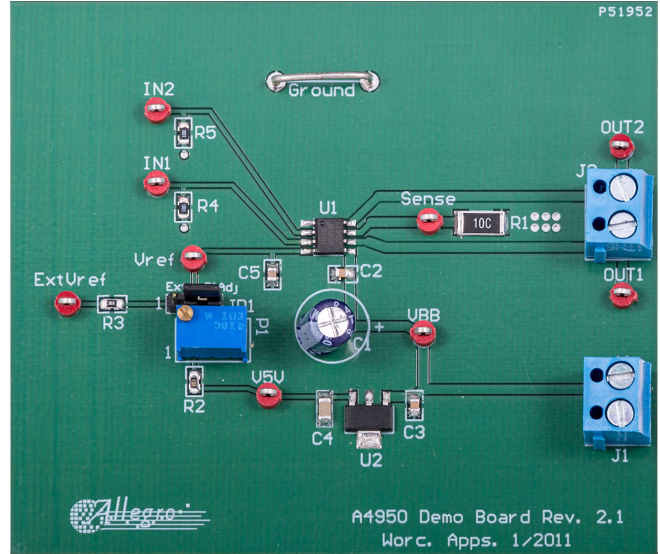 P51952
Ground
IN2
R5
OUT2
IN1
R4
U1
Sense
10C
R1
Vref
C5
C2
ExtVref
OUT1
R3
1
P1
1
VBB
+
C1
R2
V5V
C4
C3
U2
J1
Allegro
A4950 Demo Board Rev. 2.1
Worc. Apps. 1/2011